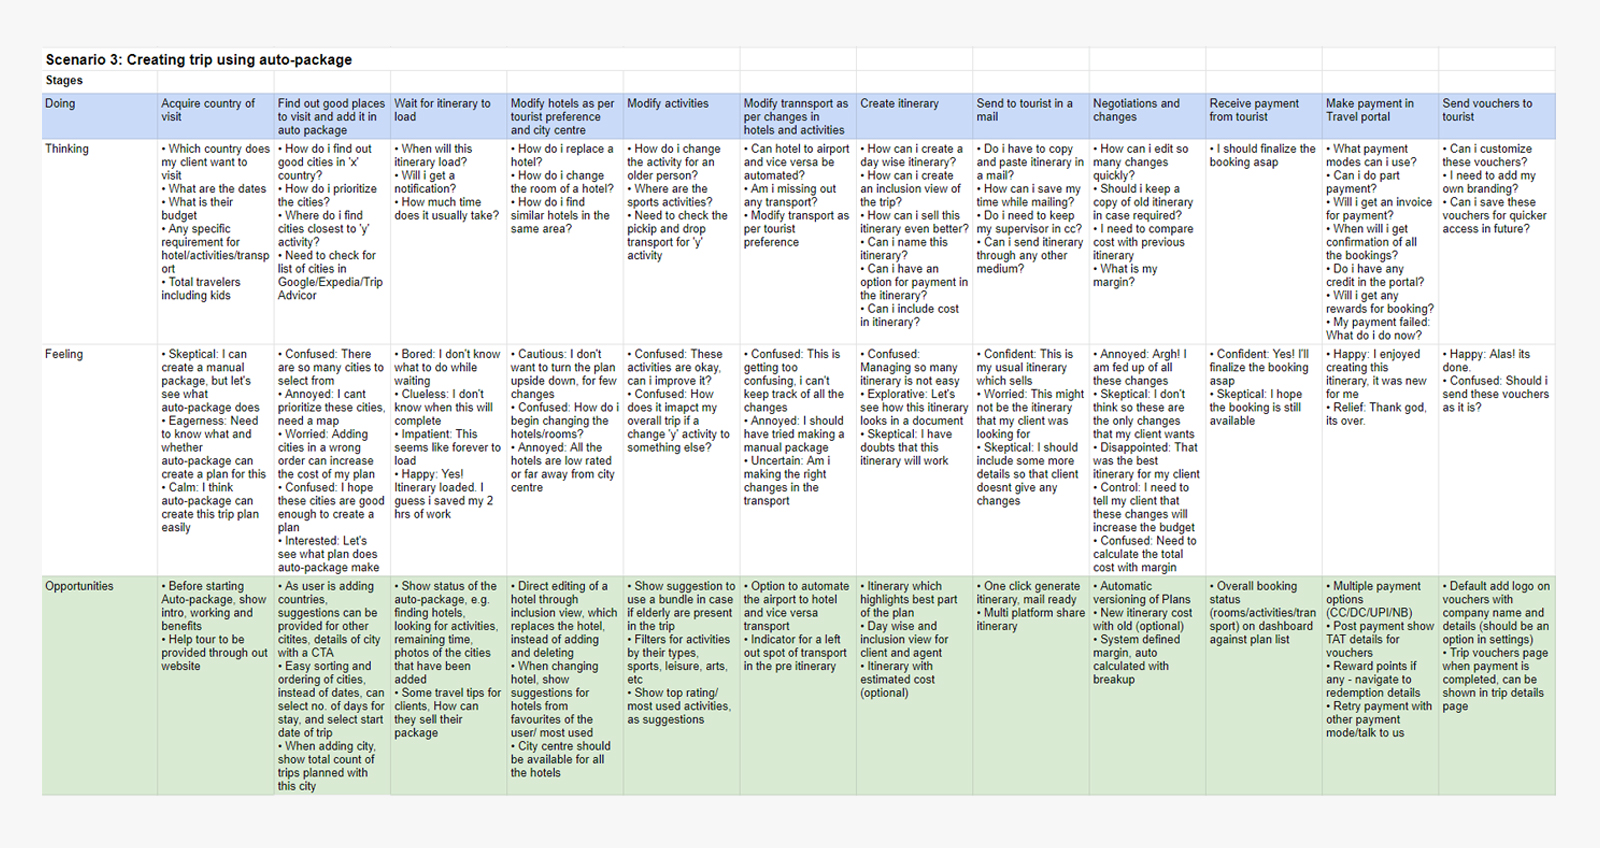 Scenario 3: Creating trip using auto-package
Stages
Doing
Acquire country of
visit
Find out good places
to visit and add it in
auto package
Wait for itinerary to
load
Modify hotels as per
tourist preference
and city centre
Modify activities
Modify trannsport as
per changes in
hotels and activities
Create itinerary
Send to tourist in a
mail
Negotiations and
changes
Receive payment
from tourist
Make payment in
Travel portal
Send vouchers to
tourist
Thinking
• Which country does
my client want to
visit
• What are the dates
• What is their
budget
• Any specific
requirement for
hotel/activities/transp
ort
• Total travelers
including kids
• How do i find out
good cities in 'x'
country?
• How do i prioritize
the cities?
• Where do i find
cities closest to 'y'
activity?
• Need to check for
list of cities in
Google/Expedia/Trip
Advicor
• When will this
itinerary load?
• Will i get a
notification?
• How much time
does it usually take?
• How do i replace a
hotel?
• How do i change
the room of a hotel?
• How do i find
similar hotels in the
same area?
• How do i change
the activity for an
older person?
• Where are the
sports activities?
• Need to check the
pickip and drop
transport for 'y'
activity
• Can hotel to airport
and vice versa be
automated?
• Am i missing out
any transport?
• Modify transport as
per tourist
preference
• How can i create a
day wise itinerary?
• How can i create
an inclusion view of
the trip?
• How can i sell this
itinerary even better?
• Can i name this
itinerary?
• Can i have an
option for payment in
the itinerary?
• Can i include cost
in itinerary?
• Do i have to copy
and paste itinerary in
a mail?
• How can i save my
time while mailing?
• Do i need to keep
my supervisor in cc?
• Can i send itinerary
through any other
medium?
• How can i edit so
many changes
quickly?
• Should i keep a
copy of old itinerary
in case required?
• I need to compare
cost with previous
itinerary
• What is my
margin?
• I should finalize the
booking asap
• What payment
modes can i use?
• Can i do part
payment?
• Will i get an invoice
for payment?
• When will i get
confirmation of all
the bookings?
• Do i have any
credit in the portal?
• Will i get any
rewards for booking?
• My payment failed:
What do i do now?
• Can i customize
these vouchers?
• I need to add my
own branding?
• Can i save these
vouchers for quicker
access in future?
Feeling
• Skeptical: I can
create a manual
package, but let's
see what
auto-package does
• Eagerness: Need
to know what and
whether
auto-package can
create a plan for this
• Calm: I think
auto-package can
create this trip plan
easily
• Confused: There
are so many cities to
select from
• Annoyed: I cant
prioritize these cities,
need a map
• Worried: Adding
cities in a wrong
order can increase
the cost of my plan
• Confused: I hope
these cities are good
enough to create a
plan
• Interested: Let's
see what plan does
auto-package make
• Bored: I don't know
what to do while
waiting
• Clueless: I don't
know when this will
complete
• Impatient: This
seems like forever to
load
• Happy: Yes!
Itinerary loaded. I
guess i saved my 2
hrs of work
• Cautious: I don't
want to turn the plan
upside down, for few
changes
• Confused: How do i
begin changing the
hotels/rooms?
• Annoyed: All the
hotels are low rated
or far away from city
centre
• Confused: These
activities are okay,
can i improve it?
• Confused: How
does it imapct my
overall trip if a
change 'y' activity to
something else?
• Confused: This is
getting too
confusing, i can't
keep track of all the
changes
• Annoyed: I should
have tried making a
manual package
• Uncertain: Am i
making the right
changes in the
transport
• Confused:
Managing so many
itinerary is not easy
• Explorative: Let's
see how this itinerary
looks in a document
• Skeptical: I have
doubts that this
itinerary will work
• Confident: This is
my usual itinerary
which sells
• Worried: This might
not be the itinerary
that my client was
looking for
• Skeptical: I should
include some more
details so that client
doesnt give any
changes
• Annoyed: Argh! I
am fed up of all
these changes
• Skeptical: I don't
think so these are
the only changes
that my client wants
• Disappointed: That
was the best
itinerary for my client
• Control: I need to
tell my client that
these changes will
increase the budget
• Confused: Need to
calculate the total
cost with margin
• Confident: Yes! I'll
finalize the booking
asap
• Skeptical: I hope
the booking is still
available
• Happy: I enjoyed
creating this
itinerary, it was new
for me
• Relief: Thank god,
its over.
• Happy: Alas! its
done.
• Confused: Should i
send these vouchers
as it is?
Opportunities
• Before starting
Auto-package, show
intro, working and
benefits
• Help tour to be
provided through out
website
• As user is adding
countries,
suggestions can be
provided for other
citites, details of city
with a CTA
• Easy sorting and
ordering of cities,
instead of dates, can
select no. of days for
stay, and select start
date of trip
• When adding city,
show total count of
trips planned with
this city
• Show status of the
auto-package, e.g.
finding hotels,
looking for activities,
remaining time,
photos of the cities
that have been
added
• Some travel tips for
clients, How can
they sell their
package
• Direct editing of a
hotel through
inclusion view, which
replaces the hotel,
instead of adding
and deleting
• When changing
hotel, show
suggestions for
hotels from
favourites of the
user/ most used
• City centre should
be available for all
the hotels
• Show suggestion to
use a bundle in case
if elderly are present
in the trip
• Filters for activities
by their types,
sports, leisure, arts,
etc
• Show top rating/
most used activities,
as suggestions
• Option to automate
the airport to hotel
and vice versa
transport
• Indicator for a left
out spot of transport
in the pre itinerary
• Itinerary which
highlights best part
of the plan
• Day wise and
inclusion view for
client and agent
• Itinerary with
estimated cost
(optional)
• One click generate
itinerary, mail ready
• Multi platform share
itinerary
• Automatic
versioning of Plans
• New itinerary cost
with old (optional)
• System defined
margin, auto
calculated with
breakup
• Overall booking
status
(rooms/activities/tran
sport) on dashboard
against plan list
• Multiple payment
options
(CC/DC/UPI/NB)
• Post payment show
TAT details for
vouchers
• Reward points if
any - navigate to
redemption details
• Retry payment with
other payment
mode/talk to us
• Default add logo on
vouchers with
company name and
details (should be an
option in settings)
• Trip vouchers page
when payment is
completed, can be
shown in trip details
page